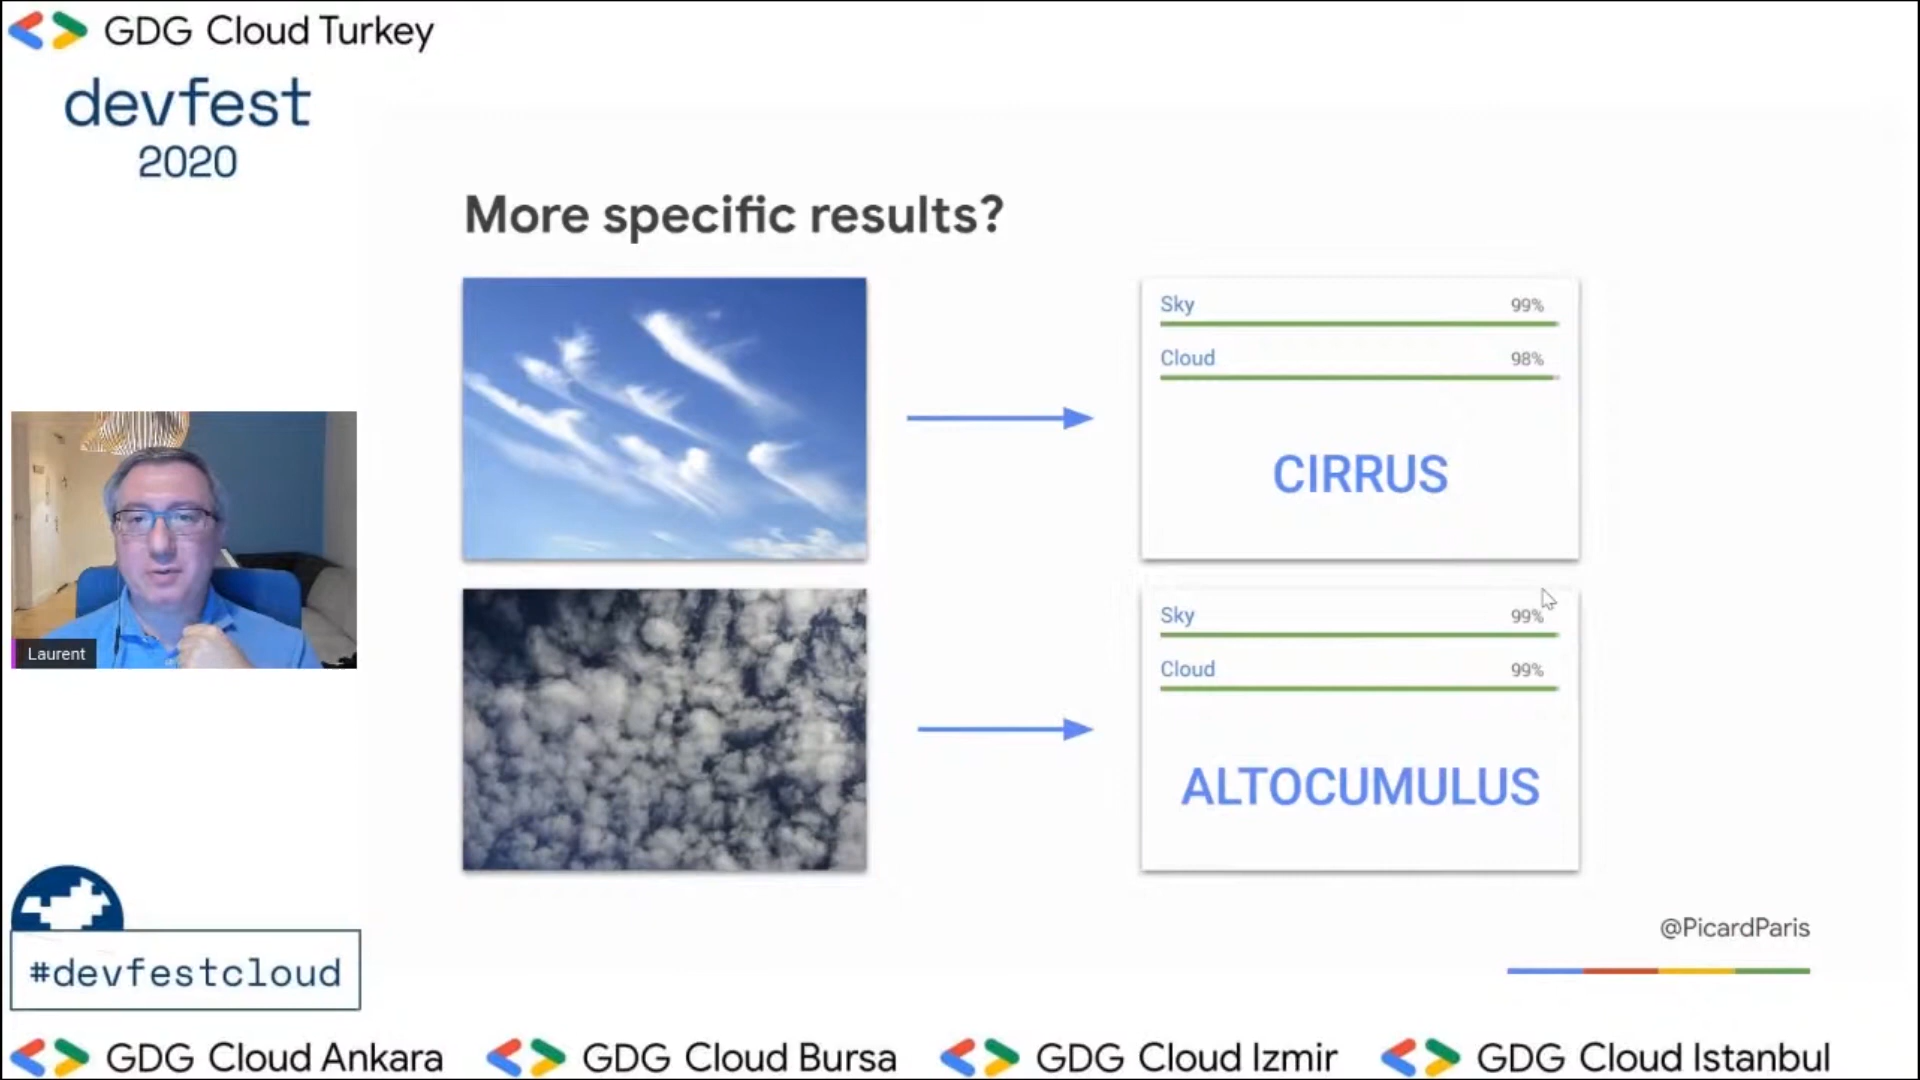 GDG Cloud Turkey
devfest
2020
More specific results?
Sky 99%
Cloud 98%
CIRRUS
Sky 99%
Cloud 99%
ALTOCUMULUS
Laurent
@PicardParis
#devfestcloud
GDG Cloud Ankara
GDG Cloud Bursa
GDG Cloud Izmir
GDG Cloud Istanbul